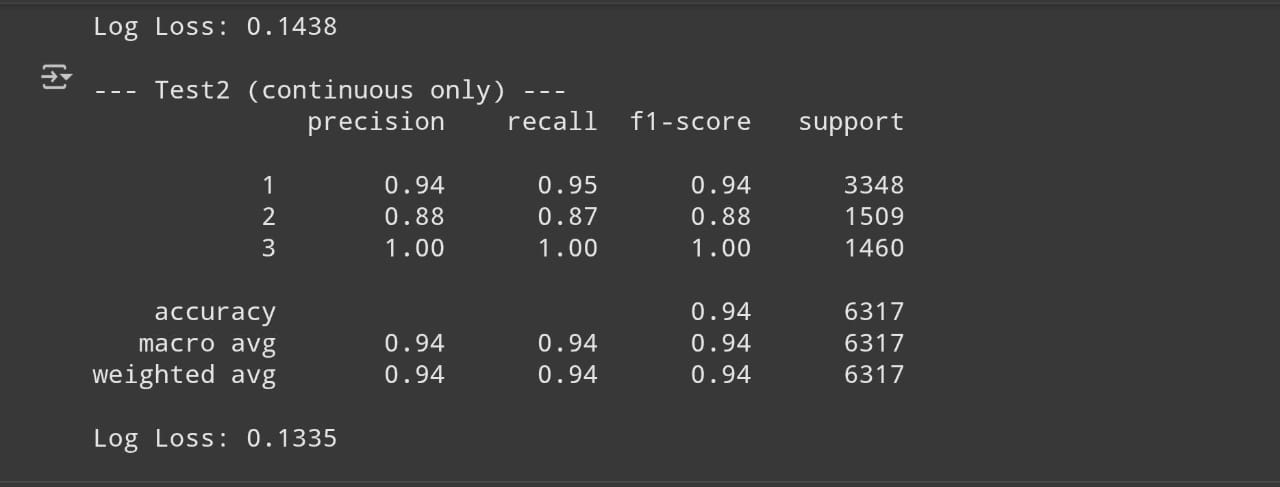 Log Loss: 0.1438
--- Test2 (continuous only) ---
precision recall f1-score support
1 0.94 0.95 0.94 3348
2 0.88 0.87 0.88 1509
3 1.00 1.00 1.00 1460
accuracy 0.94 6317
macro avg 0.94 0.94 0.94 6317
weighted avg 0.94 0.94 0.94 6317
Log Loss: 0.1335